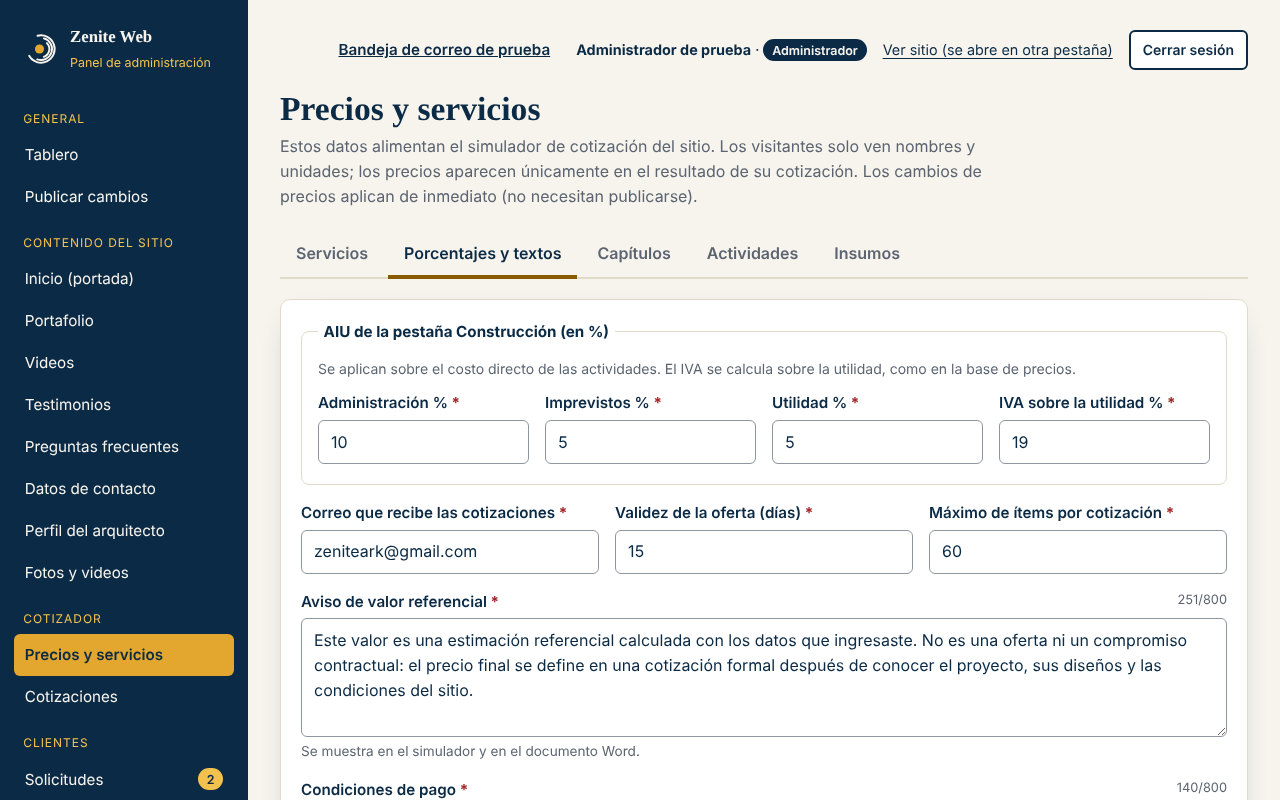 Zenite Web
Panel de administración
GENERAL
Tablero
Publicar cambios
CONTENIDO DEL SITIO
Inicio (portada)
Portafolio
Videos
Testimonios
Preguntas frecuentes
Datos de contacto
Perfil del arquitecto
Fotos y videos
COTIZADOR
Precios y servicios
Cotizaciones
CLIENTES
Solicitudes 2
Bandeja de correo de prueba Administrador de prueba · Administrador Ver sitio (se abre en otra pestaña) Cerrar sesión
Precios y servicios
Estos datos alimentan el simulador de cotización del sitio. Los visitantes solo ven nombres y
unidades; los precios aparecen únicamente en el resultado de su cotización. Los cambios de
precios aplican de inmediato (no necesitan publicarse).
Servicios Porcentajes y textos Capítulos Actividades Insumos
AIU de la pestaña Construcción (en %)
Se aplican sobre el costo directo de las actividades. El IVA se calcula sobre la utilidad, como en la base de precios.
Administración % * Imprevistos % * Utilidad % * IVA sobre la utilidad % *
10 5 5 19
Correo que recibe las cotizaciones * Validez de la oferta (días) * Máximo de ítems por cotización *
zeniteark@gmail.com 15 60
Aviso de valor referencial * 251/800
Este valor es una estimación referencial calculada con los datos que ingresaste. No es una oferta ni un compromiso
contractual: el precio final se define en una cotización formal después de conocer el proyecto, sus diseños y las
condiciones del sitio.
Se muestra en el simulador y en el documento Word.
Condiciones de pago * 140/800